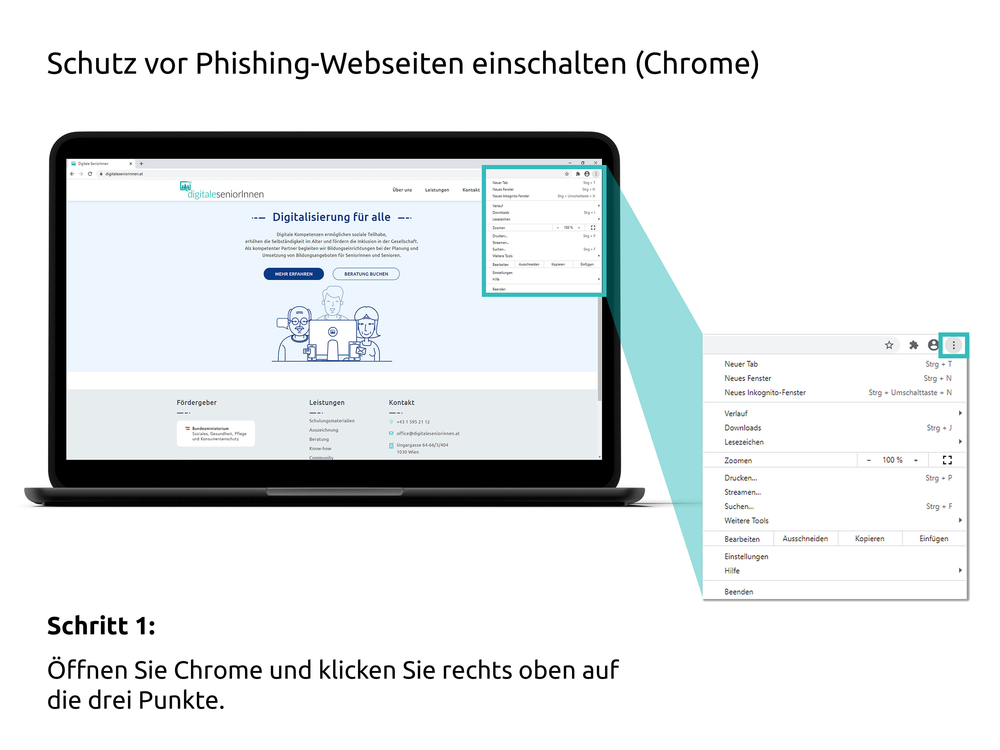 Schutz vor Phishing-Webseiten einschalten (Chrome)
Digitale SeniorInnen
digitaleseniorinnen.at
digitaleseniorInnen
Über uns Leistungen Kontakt
Digitalisierung für alle
Digitale Kompetenzen ermöglichen soziale Teilhabe,
erhöhen die Selbständigkeit im Alter und fördern die Inklusion in der Gesellschaft.
Als kompetenter Partner begleiten wir Bildungseinrichtungen bei der Planung und
Umsetzung von Bildungsangeboten für Seniorinnen und Senioren.
MEHR ERFAHREN BERATUNG BUCHEN
Neuer Tab Strg + T
Neues Fenster Strg + N
Neues Inkognito-Fenster Strg + Umschalttaste + N
Verlauf
Downloads Strg + J
Lesezeichen
Zoomen - 100 % +
Drucken... Strg + P
Streamen...
Suchen... Strg + F
Weitere Tools
Bearbeiten Ausschneiden Kopieren Einfügen
Einstellungen
Hilfe
Beenden
Fördergeber
Bundesministerium
Soziales, Gesundheit, Pflege
und Konsumentenschutz
Leistungen
Schulungsmaterialien
Auszeichnung
Beratung
Know-how
Community
Kontakt
+43 1 595 21 12
office@digitaleseniorinnen.at
Ungargasse 64-66/3/404
1030 Wien
Neuer Tab Strg + T
Neues Fenster Strg + N
Neues Inkognito-Fenster Strg + Umschalttaste + N
Verlauf
Downloads Strg + J
Lesezeichen
Zoomen - 100 % +
Drucken... Strg + P
Streamen...
Suchen... Strg + F
Weitere Tools
Bearbeiten Ausschneiden Kopieren Einfügen
Einstellungen
Hilfe
Beenden
Schritt 1:
Öffnen Sie Chrome und klicken Sie rechts oben auf
die drei Punkte.